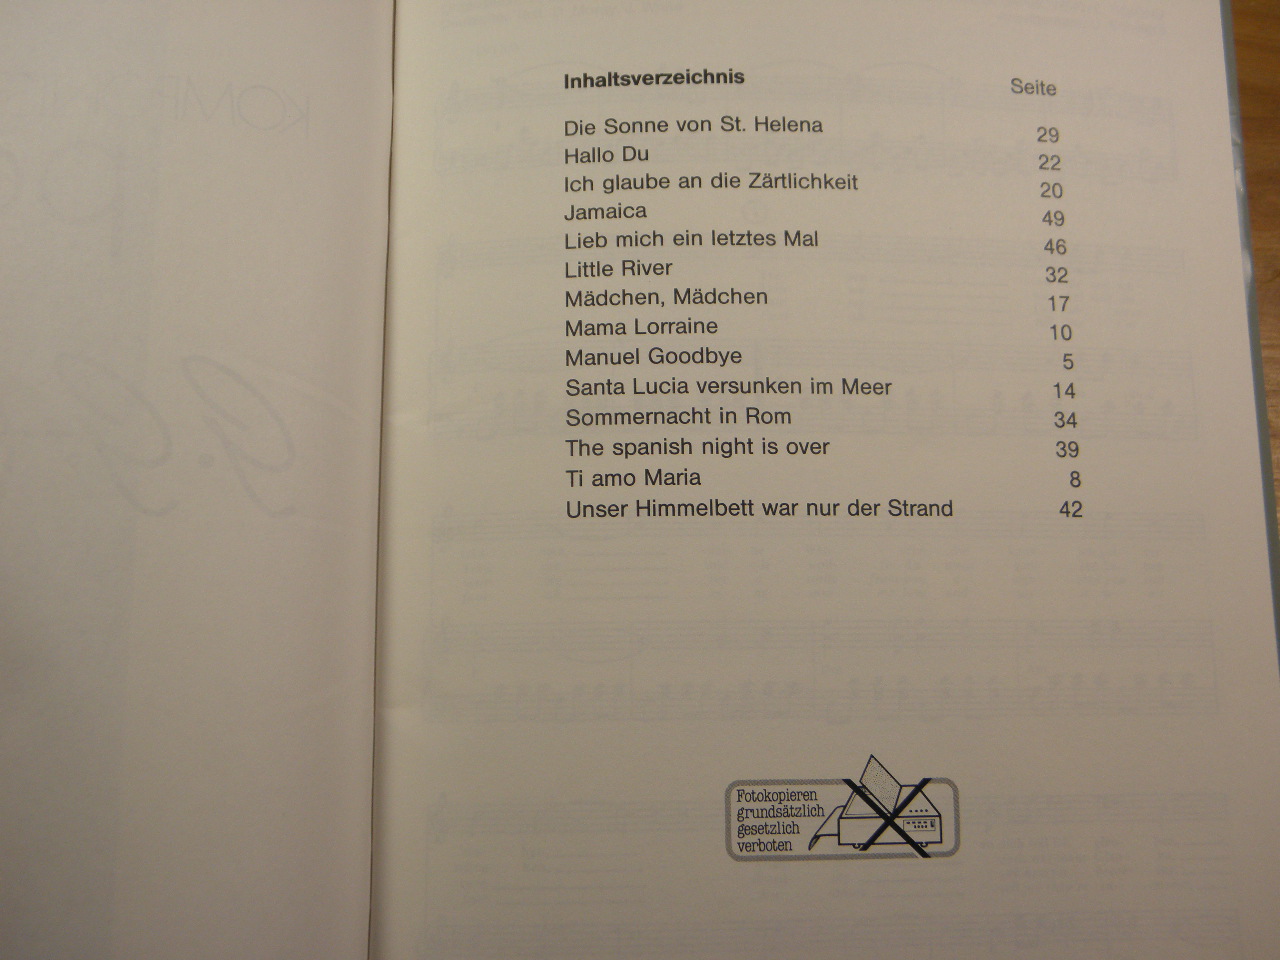 Inhaltsverzeichnis Seite
Die Sonne von St. Helena 29
Hallo Du 22
Ich glaube an die Zärtlichkeit 20
Jamaica 49
Lieb mich ein letztes Mal 46
Little River 32
Mädchen, Mädchen 17
Mama Lorraine 10
Manuel Goodbye 5
Santa Lucia versunken im Meer 14
Sommernacht in Rom 34
The spanish night is over 39
Ti amo Maria 8
Unser Himmelbett war nur der Strand 42
Fotokopieren
grundsätzlich
gesetzlich
verboten